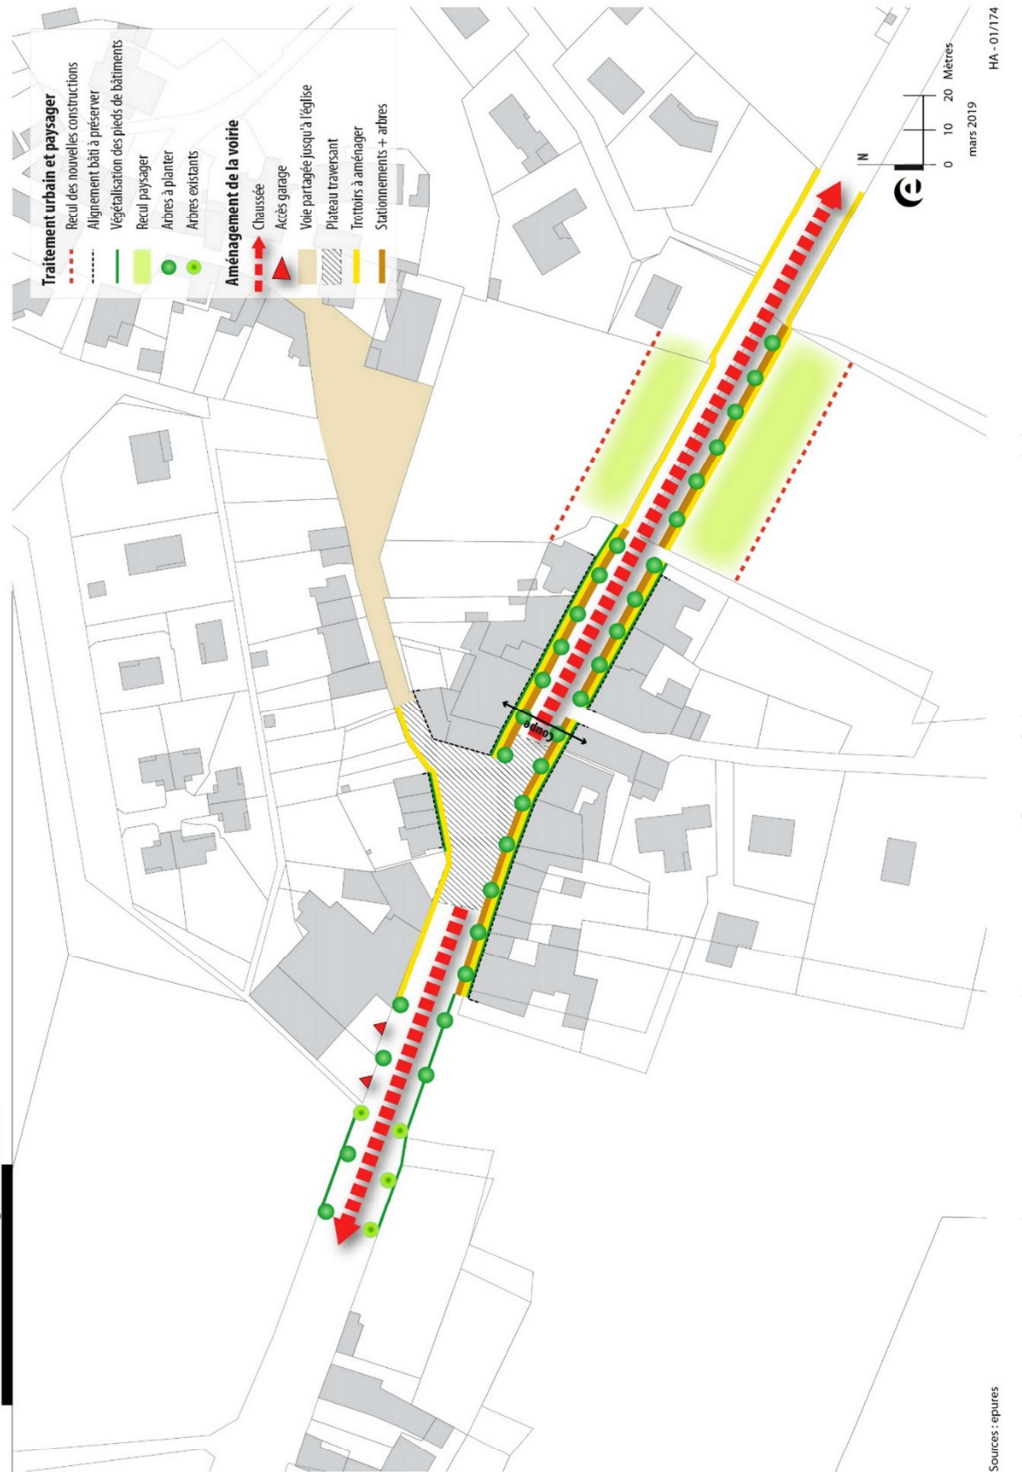 Traitement urbain et paysager
Recul des nouvelles constructions
Alignement bâti à préserver
Végétalisation des pieds de bâtiments
Recul paysager
Arbres à planter
Arbres existants
Aménagement de la voirie
Chaussée
Accès garage
Voie partagée jusqu'à l'église
Plateau traversant
Trottoirs à aménager
Stationnements + arbres
Coupe
N
0 10 20 Mètres
mars 2019
HA - 01/174
Sources : epures